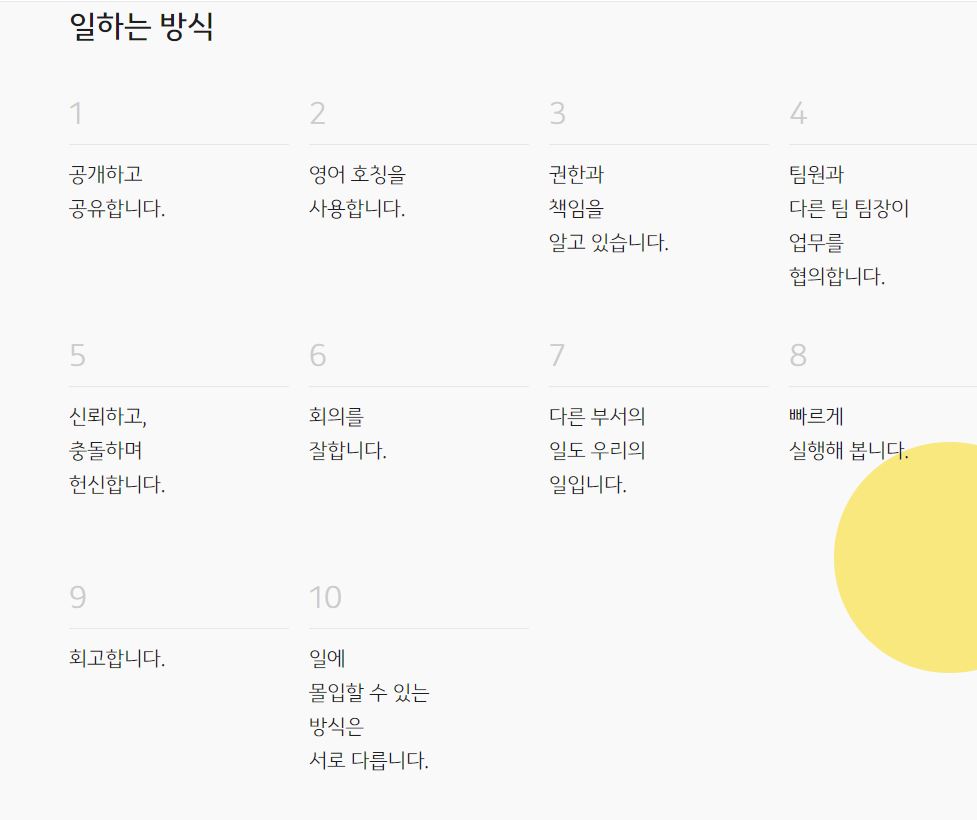 일하는 방식
1
공개하고
공유합니다.
2
영어 호칭을
사용합니다.
3
권한과
책임을
알고 있습니다.
4
팀원과
다른 팀 팀장이
업무를
협의합니다.
5
신뢰하고,
충돌하며
헌신합니다.
6
회의를
잘합니다.
7
다른 부서의
일도 우리의
일입니다.
8
빠르게
실행해 봅니다.
9
회고합니다.
10
일에
몰입할 수 있는
방식은
서로 다릅니다.